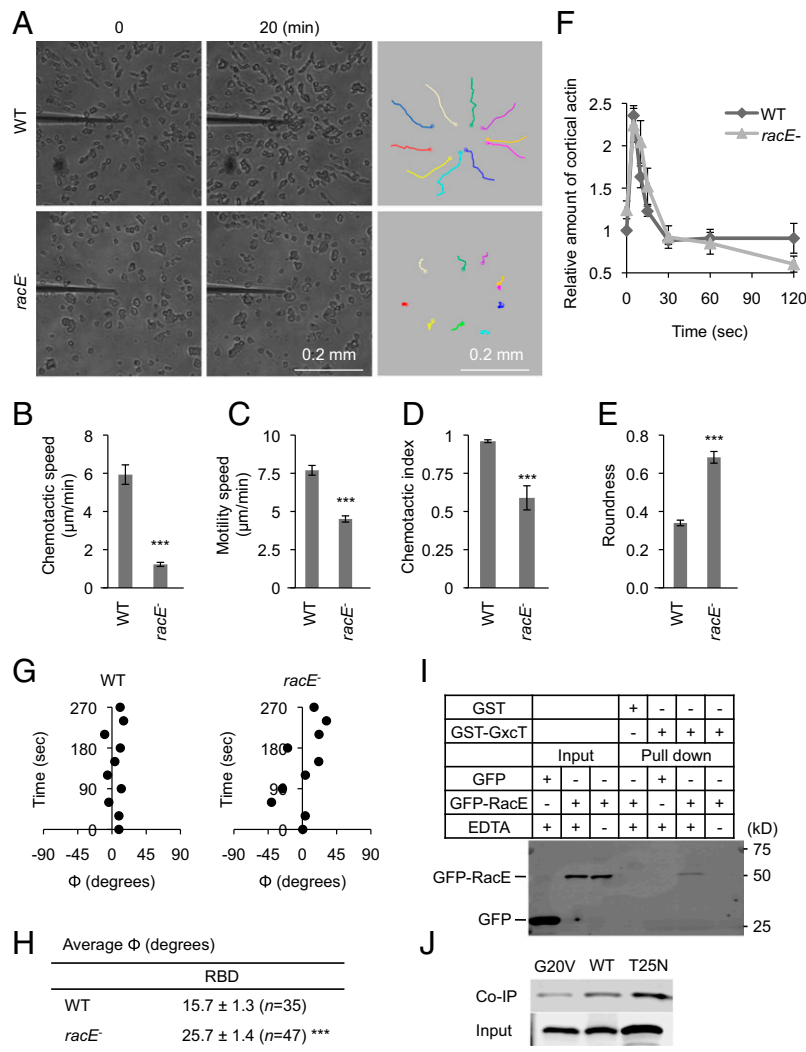 A
0
20 (min)
WT
racE-
0.2 mm
0.2 mm
F
Relative amount of cortical actin
2.5
2
1.5
1
0.5
0
30
60
90
120
Time (sec)
WT
racE-
B
Chemotactic speed
(µm/min)
8
6
4
2
0
***
WT
racE-
C
Motility speed
(µm/min)
10
7.5
5
2.5
0
***
WT
racE-
D
Chemotactic index
1
0.75
0.5
0.25
0
***
WT
racE-
E
Roundness
0.8
0.6
0.4
0.2
0.0
***
WT
racE-
G
WT
Time (sec)
270
180
90
0
-90 -45 0 45 90
Φ (degrees)
racE-
Time (sec)
270
180
90
0
-90 -45 0 45 90
Φ (degrees)
H
Average Φ (degrees)
RBD
WT 15.7 ± 1.3 (n=35)
racE- 25.7 ± 1.4 (n=47) ***
I
GST + - - -
GST-GxcT - + + +
Input Pull down
GFP + - - - + - -
GFP-RacE - + + + - + +
EDTA + + - + + + -
(kD)
75
GFP-RacE 50
GFP 25
J
G20V WT T25N
Co-IP
Input